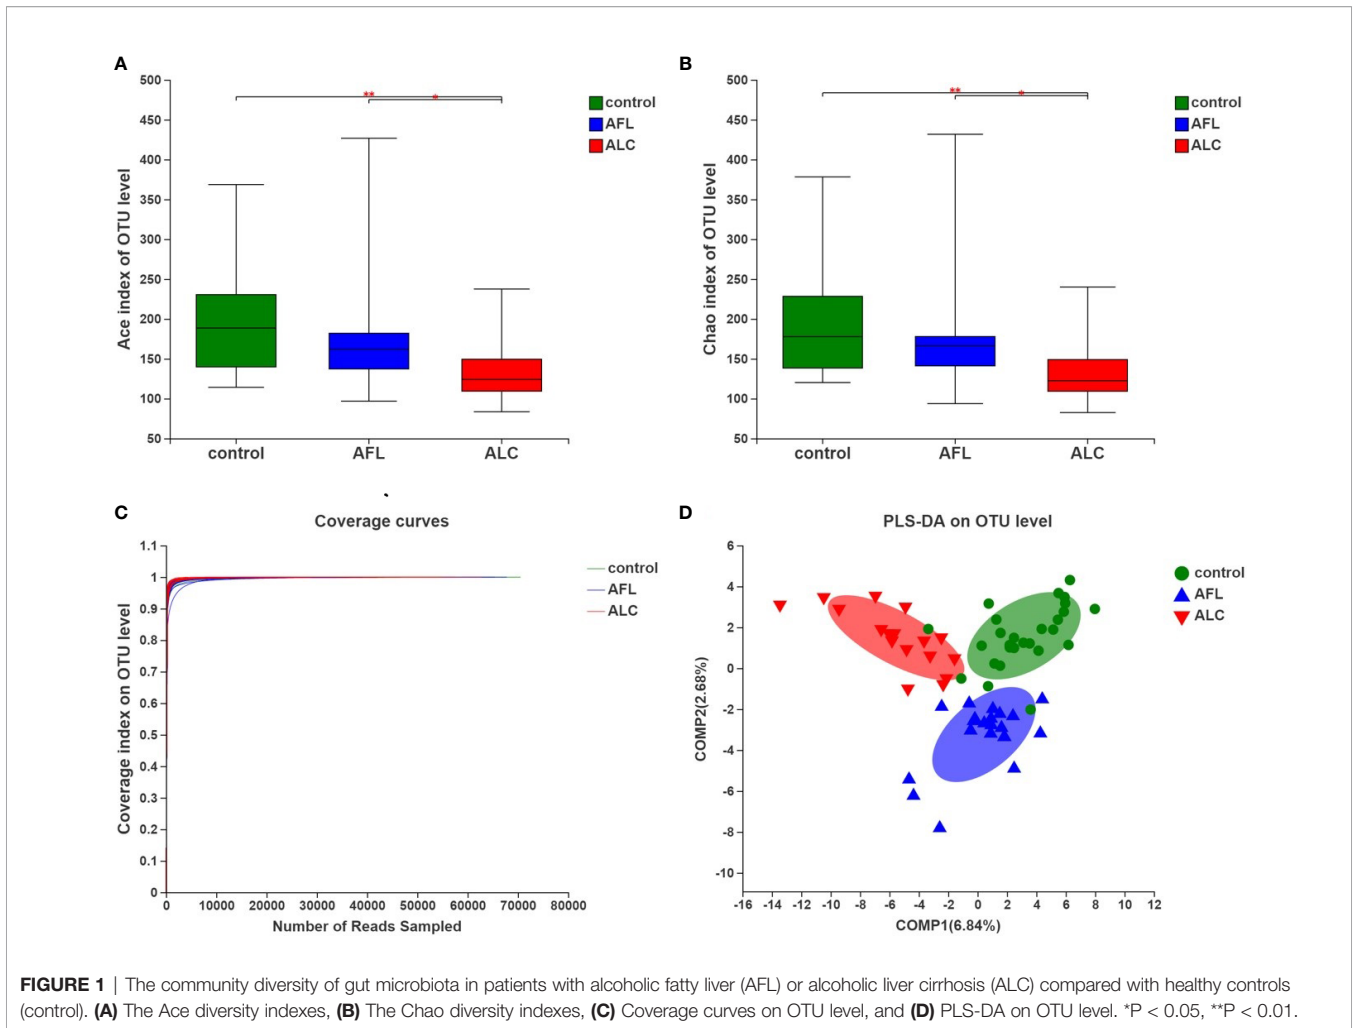 A
500
450
400
350
300
250
200
150
100
50
Ace index of OTU level
**
*
control
AFL
ALC
control
AFL
ALC
B
500
450
400
350
300
250
200
150
100
50
Chao index of OTU level
**
*
control
AFL
ALC
control
AFL
ALC
C
Coverage curves
1.1
1
0.9
0.8
0.7
0.6
0.5
0.4
0.3
0.2
0.1
0
Coverage index on OTU level
0 10000 20000 30000 40000 50000 60000 70000 80000
Number of Reads Sampled
control
AFL
ALC
D
PLS-DA on OTU level
6
4
2
0
-2
-4
-6
-8
-10
COMP2(2.68%)
-16 -14 -12 -10 -8 -6 -4 -2 0 2 4 6 8 10 12
COMP1(6.84%)
control
AFL
ALC
FIGURE 1 | The community diversity of gut microbiota in patients with alcoholic fatty liver (AFL) or alcoholic liver cirrhosis (ALC) compared with healthy controls
(control). (A) The Ace diversity indexes, (B) The Chao diversity indexes, (C) Coverage curves on OTU level, and (D) PLS-DA on OTU level. *P < 0.05, **P < 0.01.